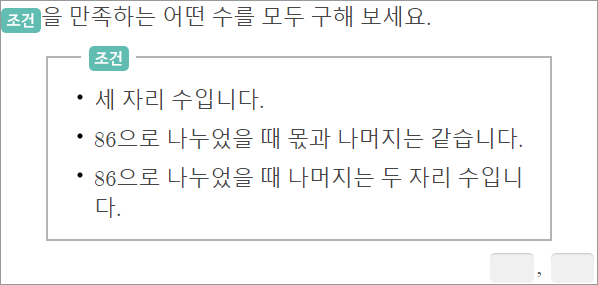 조건을 만족하는 어떤 수를 모두 구해 보세요.
조건
• 세 자리 수입니다.
• 86으로 나누었을 때 몫과 나머지는 같습니다.
• 86으로 나누었을 때 나머지는 두 자리 수입니
다.
,